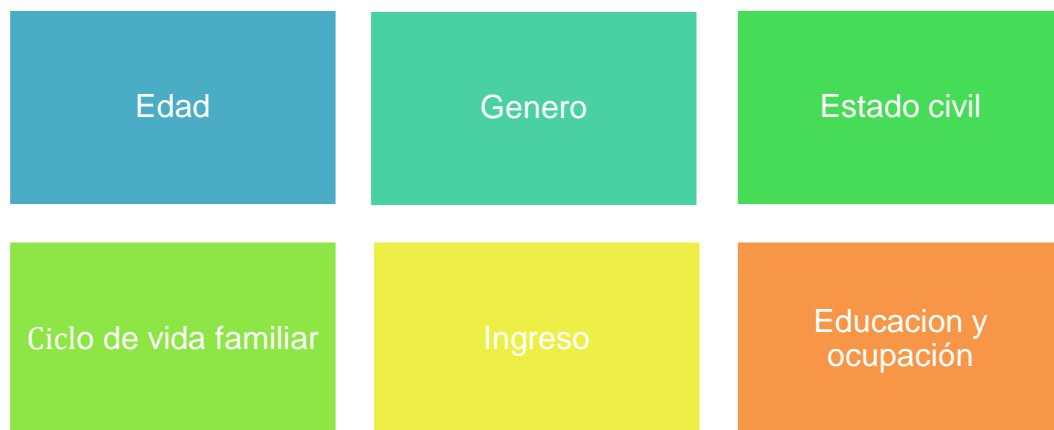 Edad
Genero
Estado civil
Ciclo de vida familiar
Ingreso
Educacion y
ocupación